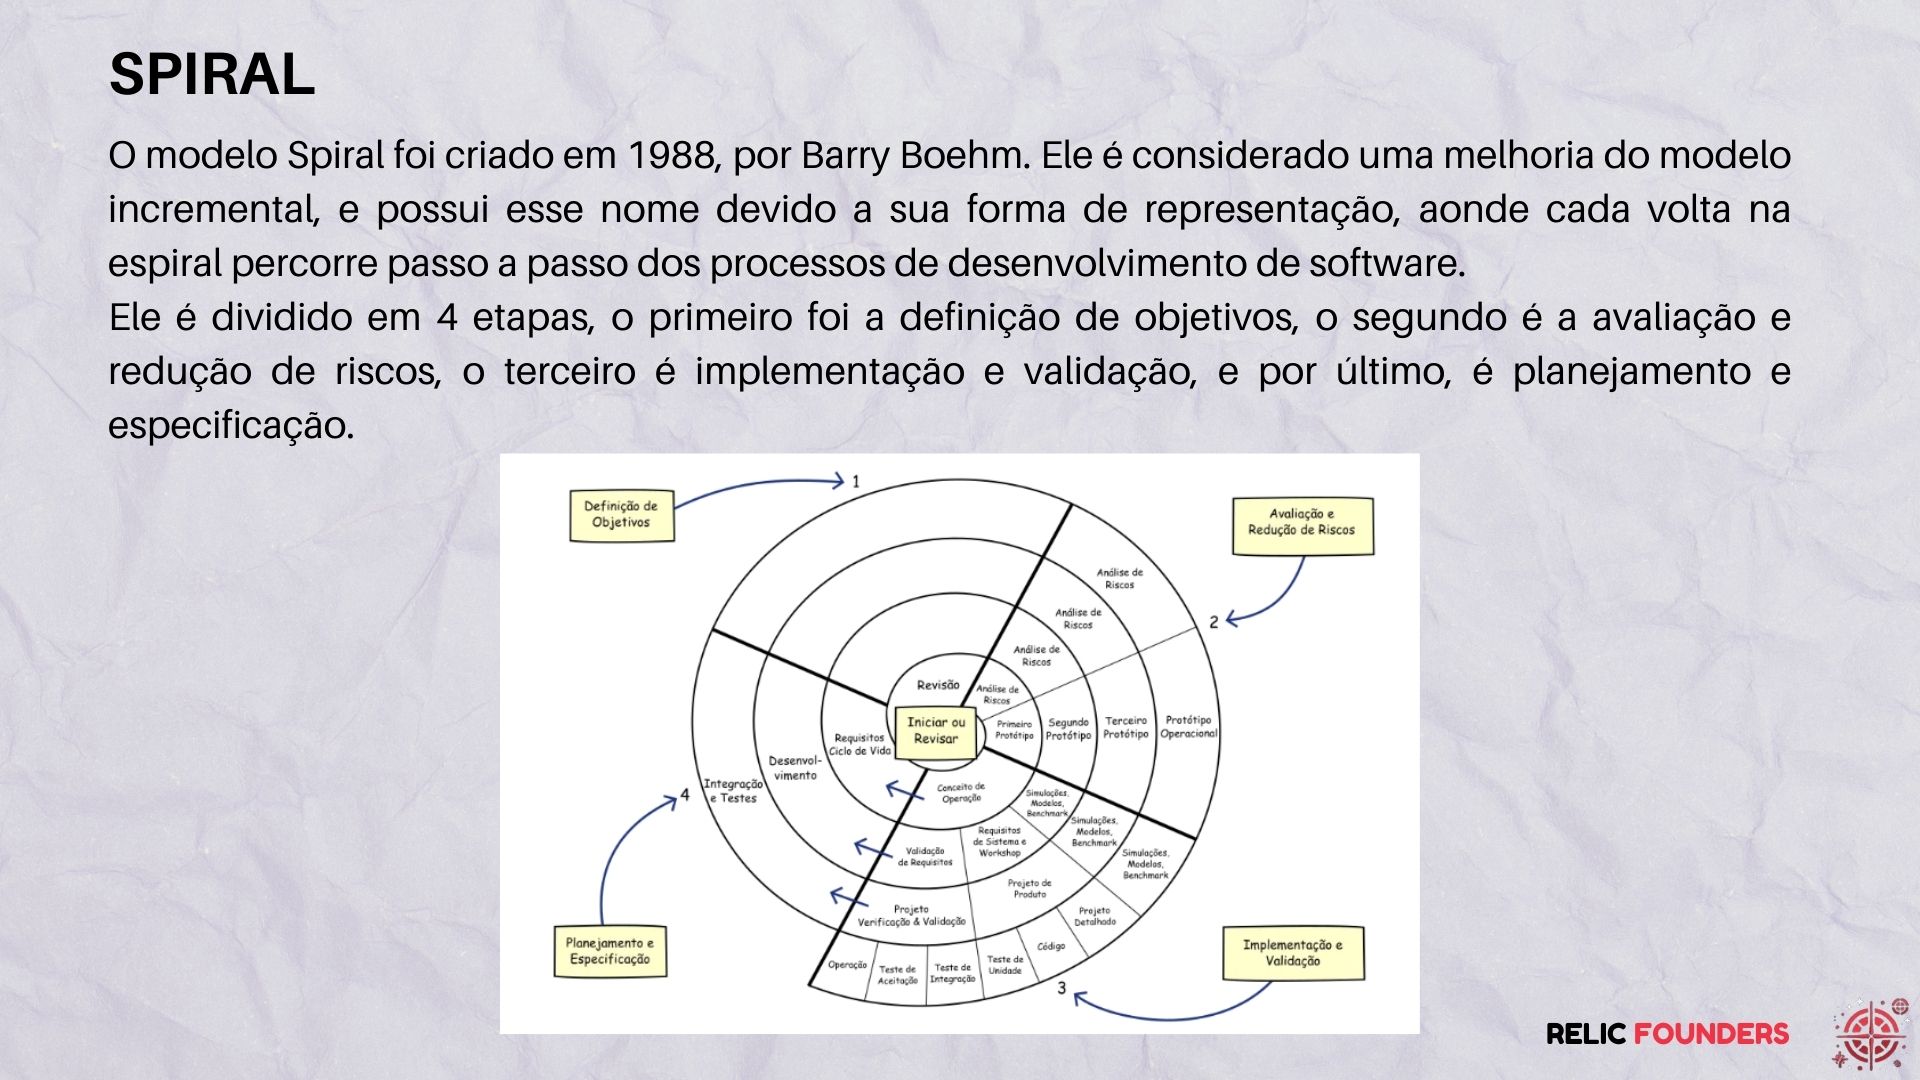 SPIRAL
O modelo Spiral foi criado em 1988, por Barry Boehm. Ele é considerado uma melhoria do modelo
incremental, e possui esse nome devido a sua forma de representação, aonde cada volta na
espiral percorre passo a passo dos processos de desenvolvimento de software.
Ele é dividido em 4 etapas, o primeiro foi a definição de objetivos, o segundo é a avaliação e
redução de riscos, o terceiro é implementação e validação, e por último, é planejamento e
especificação.
1
Definição de
Objetivos
Avaliação e
Redução de Riscos
2
Análise de
Riscos
Análise de
Riscos
Análise de
Riscos
Análise de
Riscos
Revisão
Iniciar ou
Revisar
Primeiro
Protótipo
Segundo
Protótipo
Terceiro
Protótipo
Protótipo
Operacional
Requisitos
Ciclo de Vida
Desenvol-
vimento
Integração
e Testes
4
Conceito de
Operação
Simulações,
Modelos,
Benchmark
Simulações,
Modelos,
Benchmark
Simulações,
Modelos,
Benchmark
Validação
de Requisitos
Requisitos
de Sistema e
Workshop
Projeto
Verificação & Validação
Projeto de
Produto
Projeto
Detalhado
Código
Teste de
Unidade
Teste de
Integração
Teste de
Aceitação
Operação
3
Planejamento e
Especificação
Implementação e
Validação
RELIC FOUNDERS